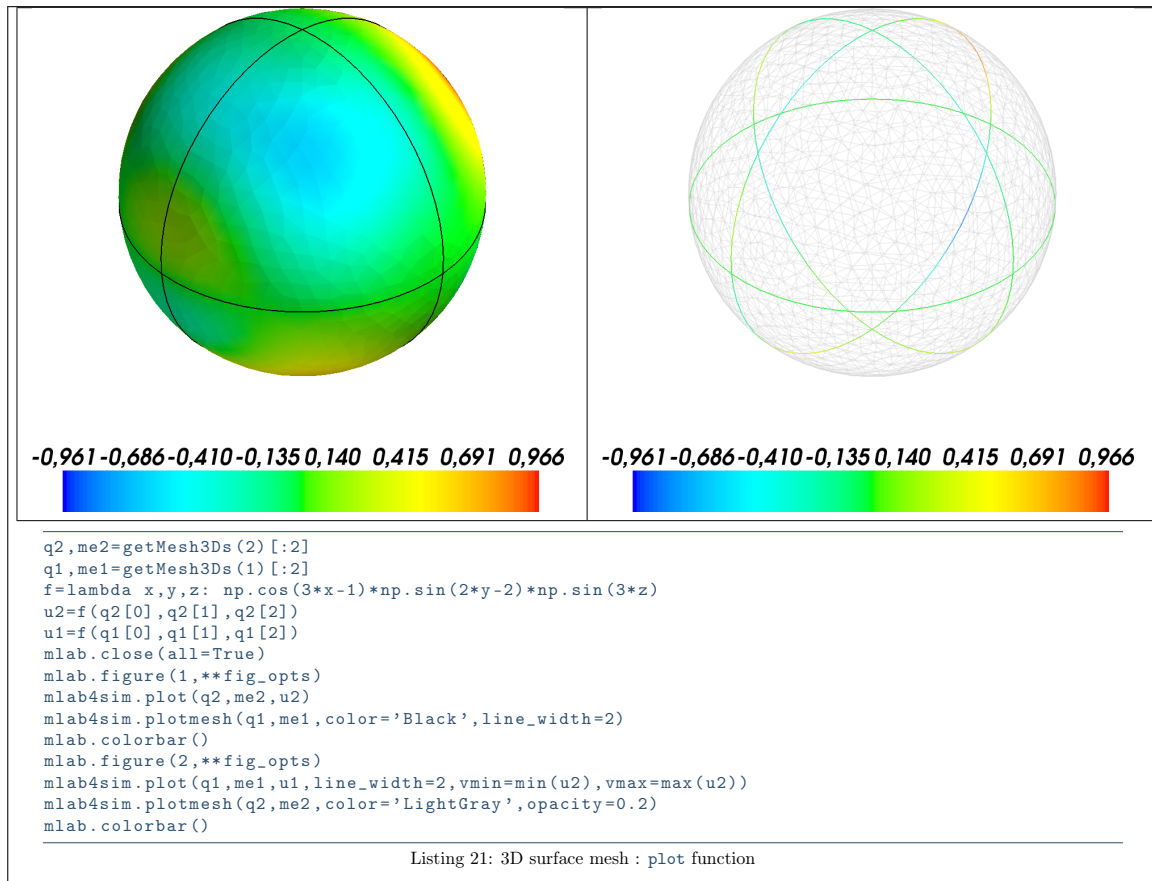 -0,961 -0,686 -0,410 -0,135 0,140 0,415 0,691 0,966
-0,961 -0,686 -0,410 -0,135 0,140 0,415 0,691 0,966
q2,me2=getMesh3Ds(2)[:2]
q1,me1=getMesh3Ds(1)[:2]
f=lambda x,y,z: np.cos(3*x-1)*np.sin(2*y-2)*np.sin(3*z)
u2=f(q2[0],q2[1],q2[2])
u1=f(q1[0],q1[1],q1[2])
mlab.close(all=True)
mlab.figure(1,**fig_opts)
mlab4sim.plot(q2,me2,u2)
mlab4sim.plotmesh(q1,me1,color='Black',line_width=2)
mlab.colorbar()
mlab.figure(2,**fig_opts)
mlab4sim.plot(q1,me1,u1,line_width=2,vmin=min(u2),vmax=max(u2))
mlab4sim.plotmesh(q2,me2,color='LightGray',opacity=0.2)
mlab.colorbar()
Listing 21: 3D surface mesh : plot function